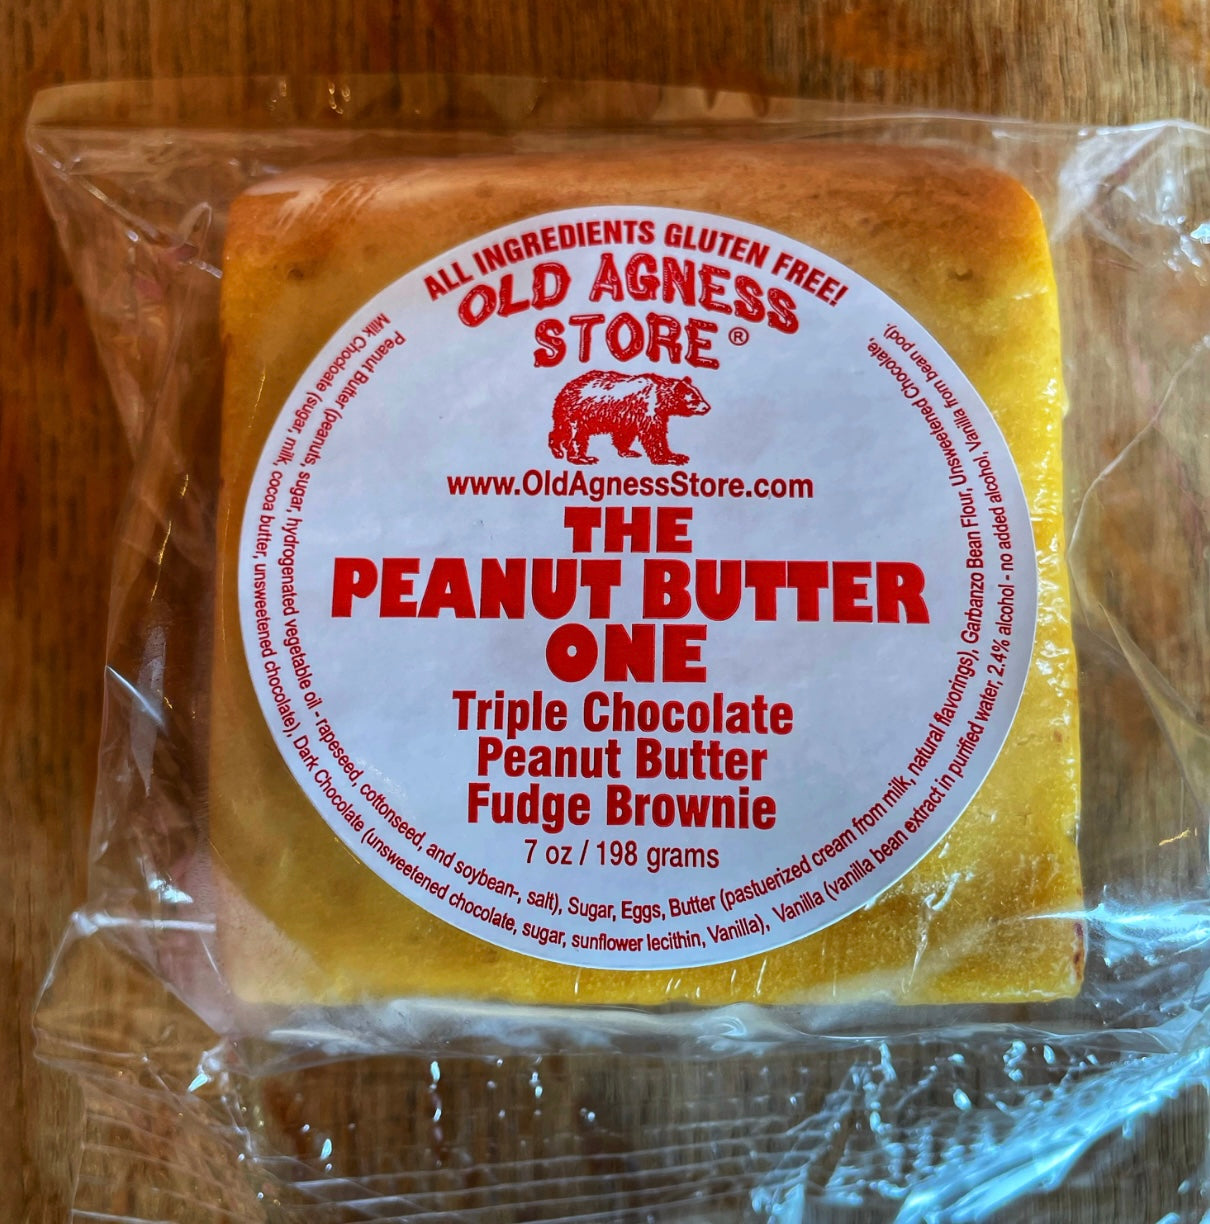 ALL INGREDIENTS GLUTEN FREE!
OLD AGNESS
STORE®
www.OldAgnessStore.com
THE
PEANUT BUTTER
ONE
Triple Chocolate
Peanut Butter
Fudge Brownie
7 oz / 198 grams
Peanut Butter (peanuts, sugar, hydrogenated vegetable oil - rapeseed, cottonseed, and soybean-, salt), Sugar, Eggs, Butter (pastuerized cream from milk, natural flavorings), Garbanzo Bean Flour, Unsweetened Chocolate,
Milk Chocloate (sugar, milk, cocoa butter, unsweetened chocolate), Dark Chocolate (unsweetened chocolate, sugar, sunflower lecithin, Vanilla), Vanilla (vanilla bean extract in purified water, 2.4% alcohol - no added alcohol, Vanilla from bean pod).